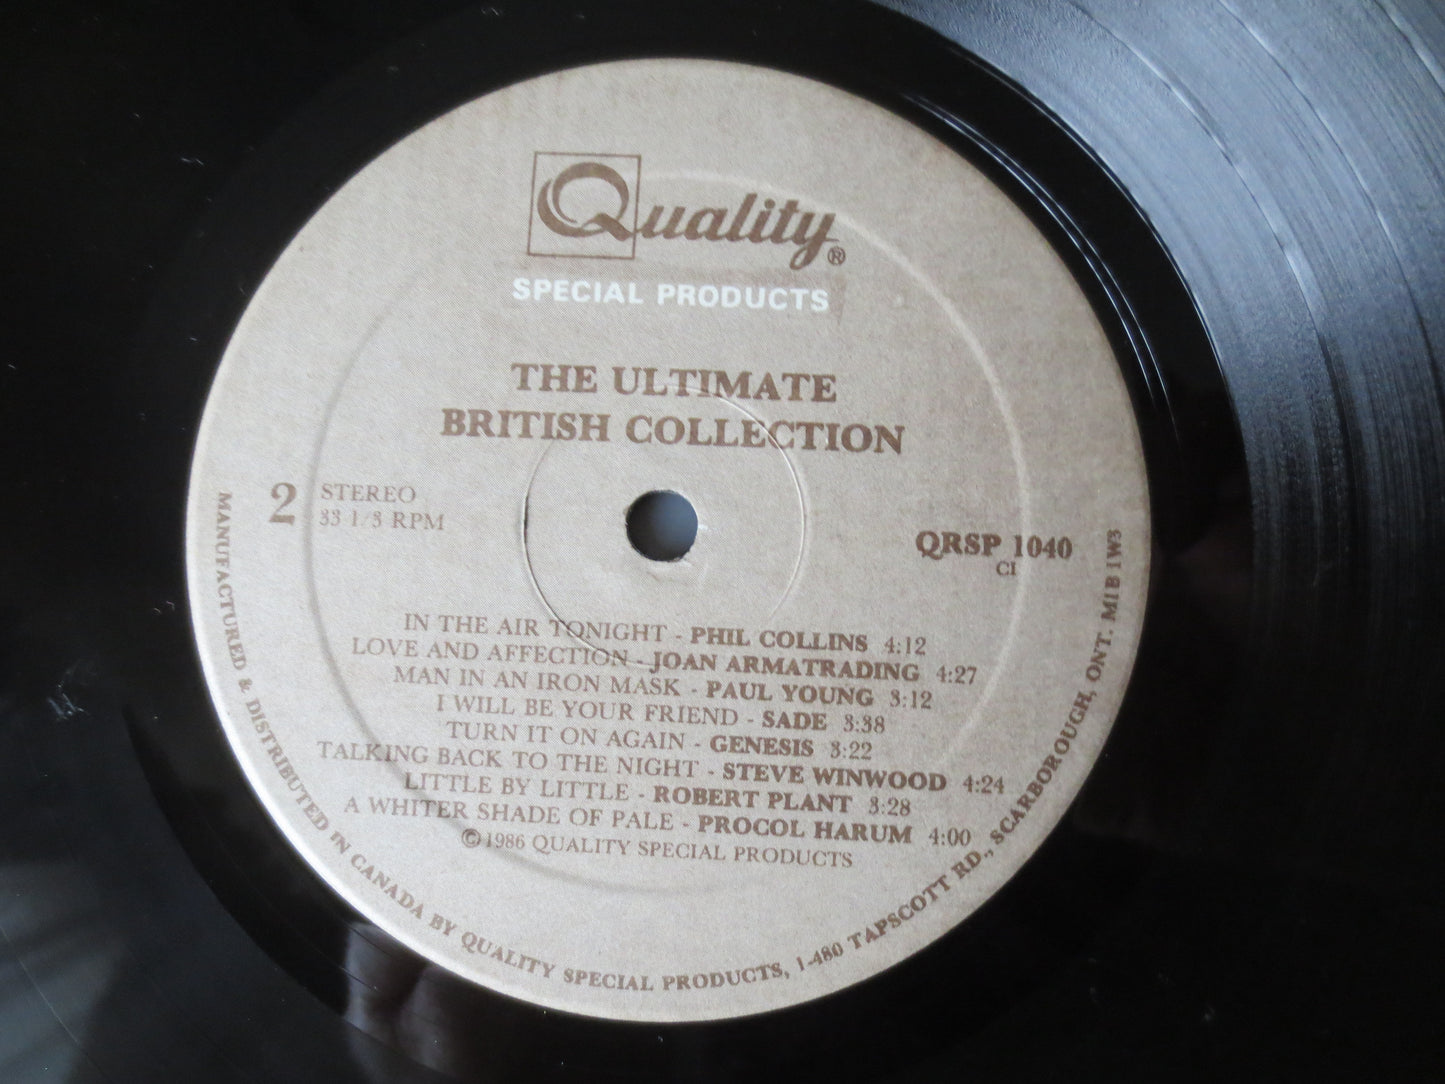 Quality®
SPECIAL PRODUCTS
THE ULTIMATE
BRITISH COLLECTION
2
STEREO
33 1/3 RPM
QRSP 1040
CI
IN THE AIR TONIGHT - PHIL COLLINS 4:12
LOVE AND AFFECTION - JOAN ARMATRADING 4:27
MAN IN AN IRON MASK - PAUL YOUNG 3:12
I WILL BE YOUR FRIEND - SADE 3:38
TURN IT ON AGAIN - GENESIS 3:22
TALKING BACK TO THE NIGHT - STEVE WINWOOD 4:24
LITTLE BY LITTLE - ROBERT PLANT 3:28
A WHITER SHADE OF PALE - PROCOL HARUM 4:00
©1986 QUALITY SPECIAL PRODUCTS
MANUFACTURED & DISTRIBUTED IN CANADA BY QUALITY SPECIAL PRODUCTS, 1-480 TAPSCOTT RD., SCARBOROUGH, ONT. M1B 1W3